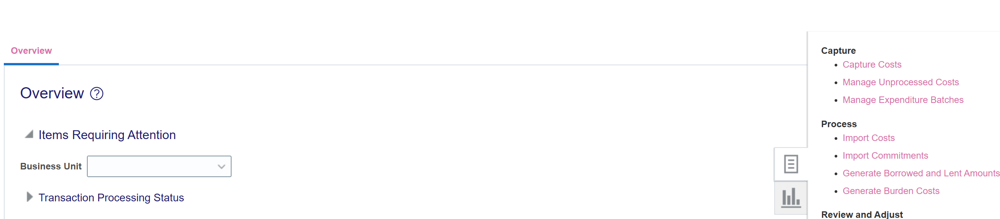 Overview
Overview ?
Items Requiring Attention
Business Unit
Transaction Processing Status
Capture
• Capture Costs
• Manage Unprocessed Costs
• Manage Expenditure Batches
Process
• Import Costs
• Import Commitments
• Generate Borrowed and Lent Amounts
• Generate Burden Costs
Review and Adjust